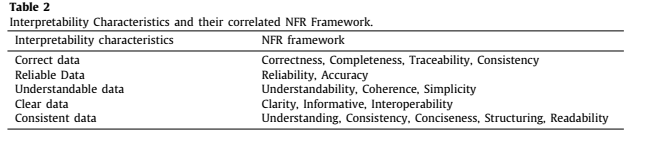 Table 2
Interpretability Characteristics and their correlated NFR Framework.
Interpretability characteristics NFR framework
Correct data Correctness, Completeness, Traceability, Consistency
Reliable Data Reliability, Accuracy
Understandable data Understandability, Coherence, Simplicity
Clear data Clarity, Informative, Interoperability
Consistent data Understanding, Consistency, Conciseness, Structuring, Readability